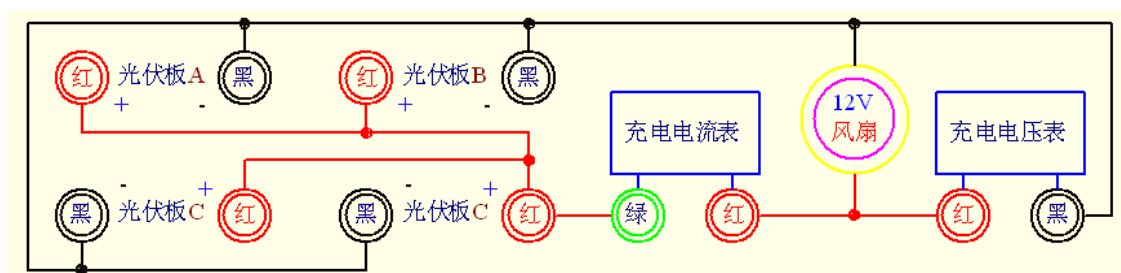 红 光伏板A 黑 红 光伏板B 黑
+ - + -
充电电流表
12V
风扇
充电电压表
- + - +
黑 光伏板C 红 黑 光伏板C 红 绿 红 红 黑